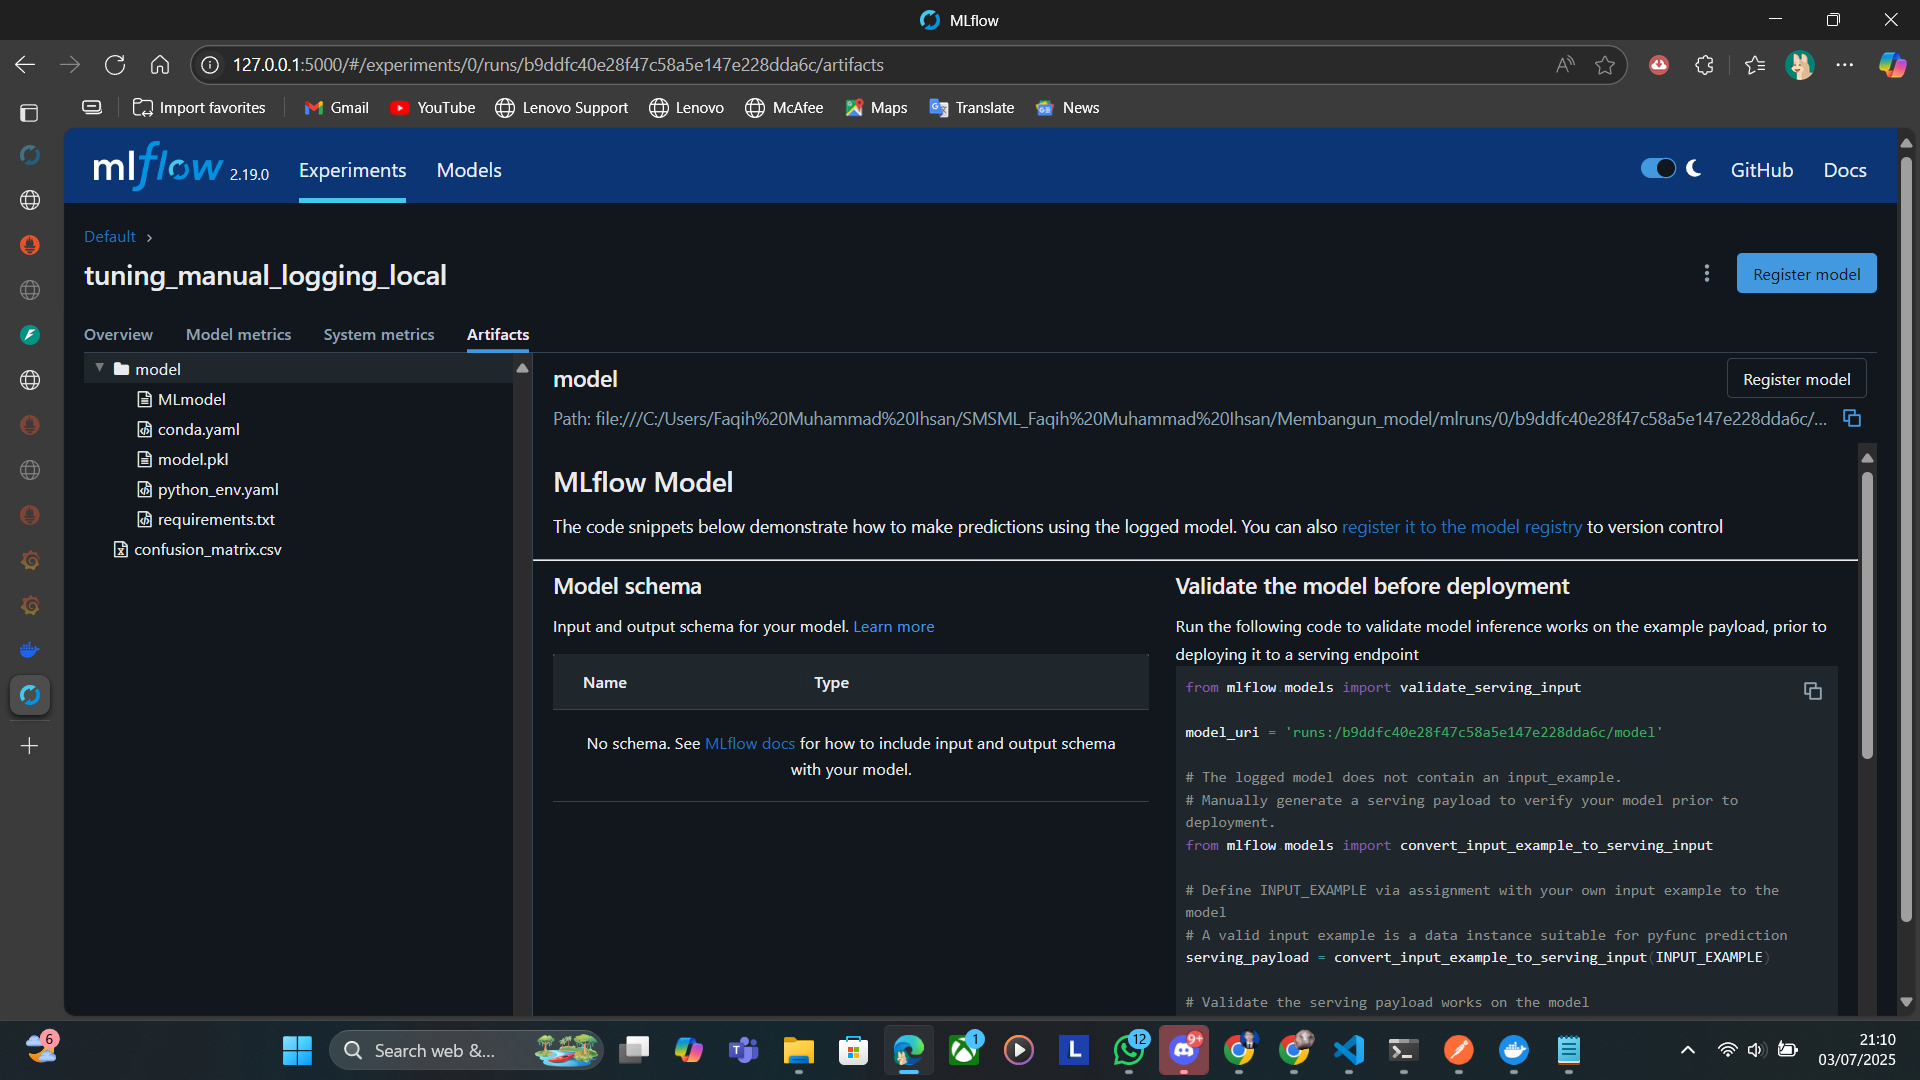 MLflow
127.0.0.1:5000/#/experiments/0/runs/b9ddfc40e28f47c58a5e147e228dda6c/artifacts
Import favorites
Gmail
YouTube
Lenovo Support
Lenovo
McAfee
Maps
Translate
News
mlflow 2.19.0
Experiments
Models
GitHub
Docs
Default
tuning_manual_logging_local
Register model
Overview
Model metrics
System metrics
Artifacts
model
MLmodel
conda.yaml
model.pkl
python_env.yaml
requirements.txt
confusion_matrix.csv
model
Register model
Path: file:///C:/Users/Faqih%20Muhammad%20Ihsan/SMSML_Faqih%20Muhammad%20Ihsan/Membangun_model/mlruns/0/b9ddfc40e28f47c58a5e147e228dda6c/...
MLflow Model
The code snippets below demonstrate how to make predictions using the logged model. You can also register it to the model registry to version control
Model schema
Input and output schema for your model. Learn more
Name
Type
No schema. See MLflow docs for how to include input and output schema
with your model.
Validate the model before deployment
Run the following code to validate model inference works on the example payload, prior to
deploying it to a serving endpoint
from mlflow.models import validate_serving_input
model_uri = 'runs:/b9ddfc40e28f47c58a5e147e228dda6c/model'
# The logged model does not contain an input_example.
# Manually generate a serving payload to verify your model prior to
deployment.
from mlflow.models import convert_input_example_to_serving_input
# Define INPUT_EXAMPLE via assignment with your own input example to the
model
# A valid input example is a data instance suitable for pyfunc prediction
serving_payload = convert_input_example_to_serving_input(INPUT_EXAMPLE)
# Validate the serving payload works on the model
6
Search web &...
1
L
12
9+
21:10
03/07/2025